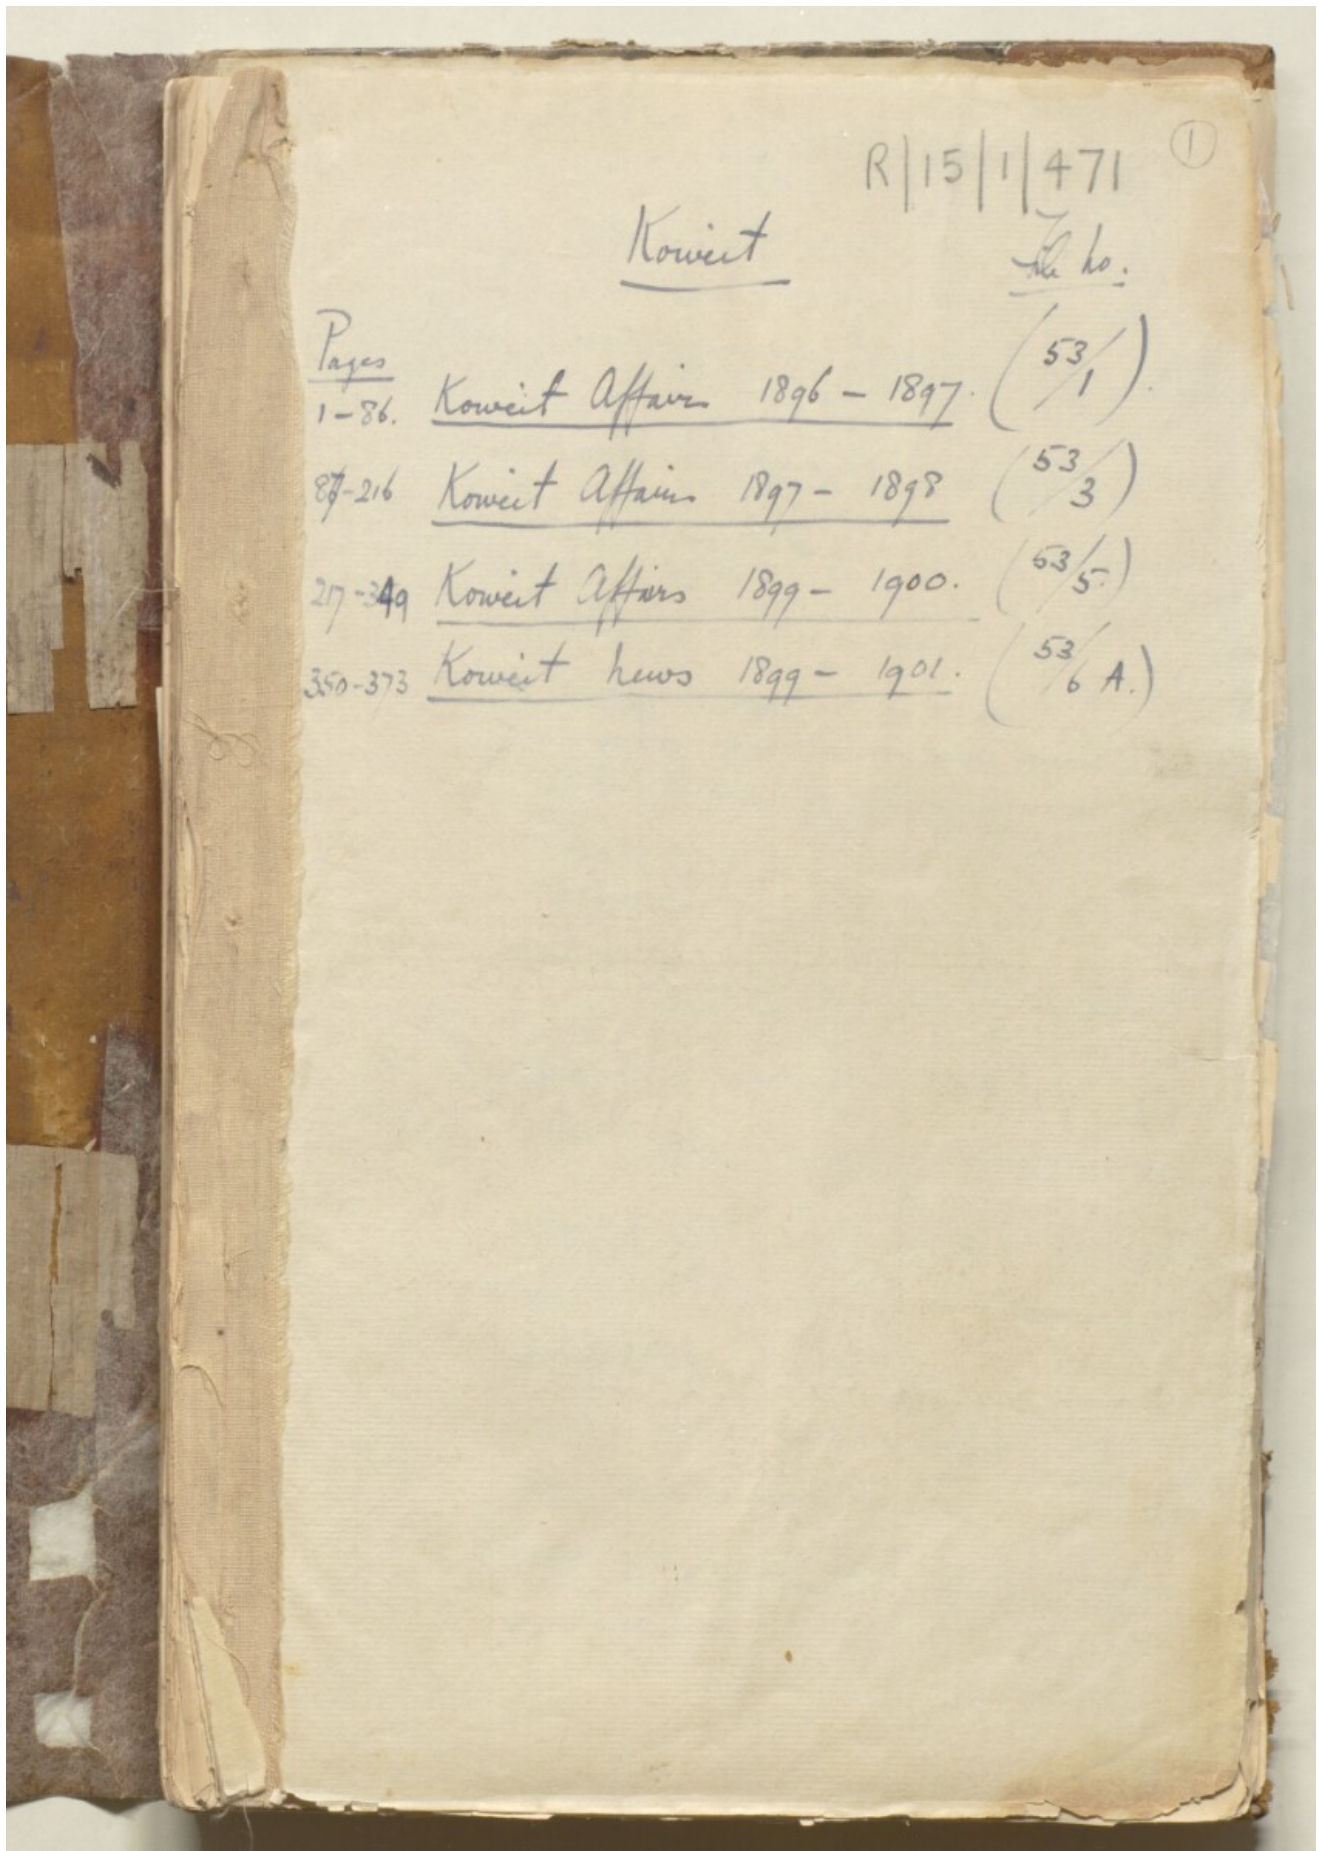 1
R/15/1/471
Koweit
File No.
Pages
1-86. Koweit Affairs 1896 - 1897. (53/1).
87-216 Koweit Affairs 1897 - 1898 (53/3)
217-349 Koweit Affairs 1899 - 1900. (53/5.)
350-373 Koweit News 1899 - 1901. (53/6 A.)